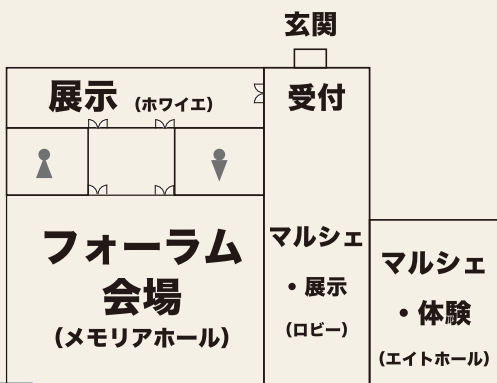 玄関
展示 (ホワイエ)
受付
フォーラム
会場
(メモリアホール)
マルシェ
・展示
(ロビー)
マルシェ
・体験
(エイトホール)